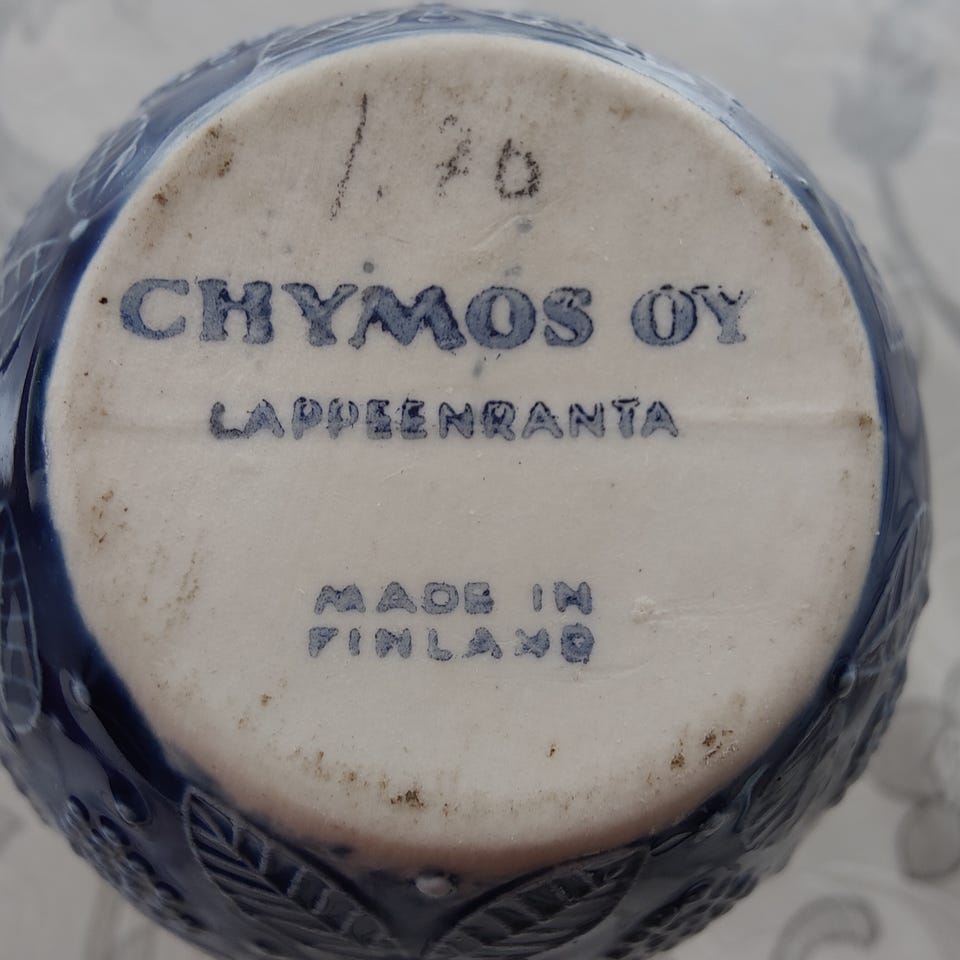 1.70
CHYMOS OY
LAPPEENRANTA
MADE IN
FINLAND